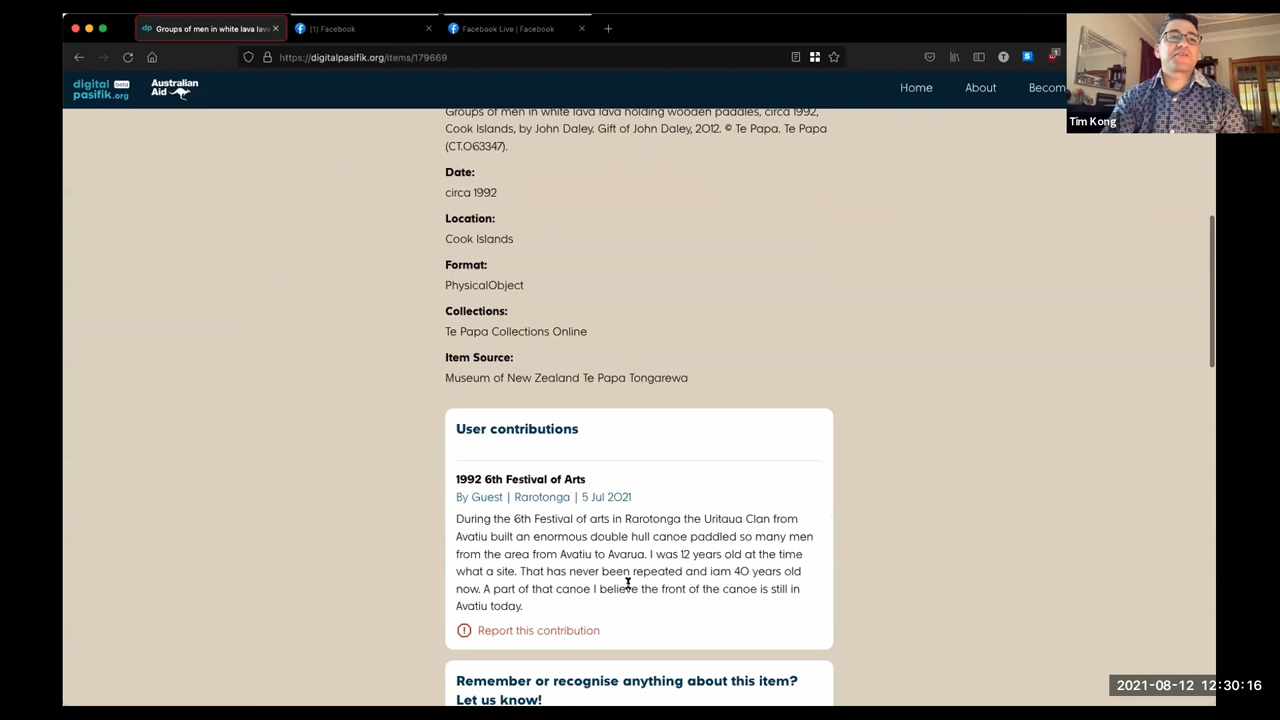 Groups of men in white lava lava
(1) Facebook
Facebook Live | Facebook
https://digitalpasifik.org/items/179669
digital beta
pasifik.org
Australian
Aid
Home About Becom
Tim Kong
Groups of men in white lava lava holding wooden paddles, circa 1992,
Cook Islands, by John Daley. Gift of John Daley, 2012. © Te Papa. Te Papa
(CT.063347).
Date:
circa 1992
Location:
Cook Islands
Format:
PhysicalObject
Collections:
Te Papa Collections Online
Item Source:
Museum of New Zealand Te Papa Tongarewa
User contributions
1992 6th Festival of Arts
By Guest | Rarotonga | 5 Jul 2021
During the 6th Festival of arts in Rarotonga the Uritaua Clan from
Avatiu built an enormous double hull canoe paddled so many men
from the area from Avatiu to Avarua. I was 12 years old at the time
what a site. That has never been repeated and iam 40 years old
now. A part of that canoe I believe the front of the canoe is still in
Avatiu today.
Report this contribution
Remember or recognise anything about this item?
Let us know!
2021-08-12 12:30:16